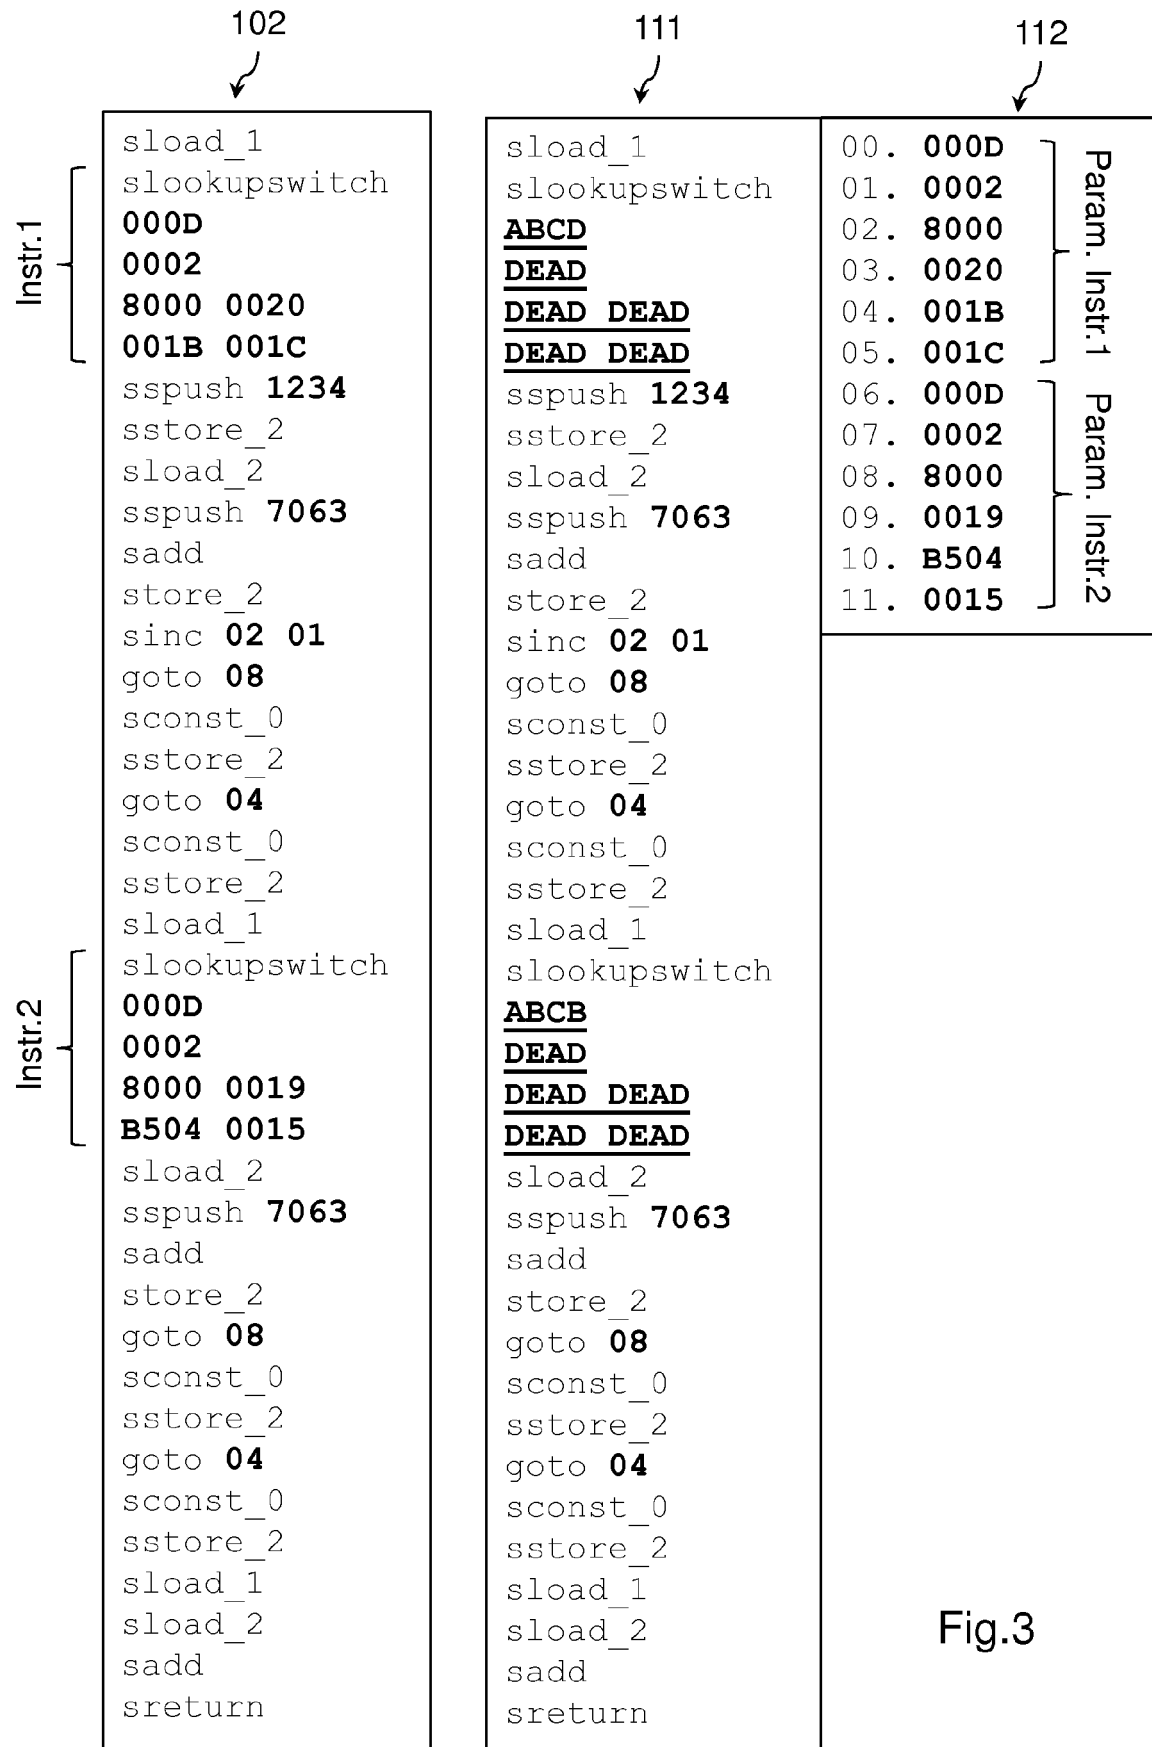 102
111
112
Instr.1
Instr.2
sload_1
slookupswitch
000D
0002
8000 0020
001B 001C
sspush 1234
sstore_2
sload_2
sspush 7063
sadd
store_2
sinc 02 01
goto 08
sconst_0
sstore_2
goto 04
sconst_0
sstore_2
sload_1
slookupswitch
000D
0002
8000 0019
B504 0015
sload_2
sspush 7063
sadd
store_2
goto 08
sconst_0
sstore_2
goto 04
sconst_0
sstore_2
sload_1
sload_2
sadd
sreturn
sload_1
slookupswitch
ABCD
DEAD
DEAD DEAD
DEAD DEAD
sspush 1234
sstore_2
sload_2
sspush 7063
sadd
store_2
sinc 02 01
goto 08
sconst_0
sstore_2
goto 04
sconst_0
sstore_2
sload_1
slookupswitch
ABCB
DEAD
DEAD DEAD
DEAD DEAD
sload_2
sspush 7063
sadd
store_2
goto 08
sconst_0
sstore_2
goto 04
sconst_0
sstore_2
sload_1
sload_2
sadd
sreturn
00. 000D
01. 0002
02. 8000
03. 0020
04. 001B
05. 001C
06. 000D
07. 0002
08. 8000
09. 0019
10. B504
11. 0015
Param. Instr.1
Param. Instr.2
Fig.3